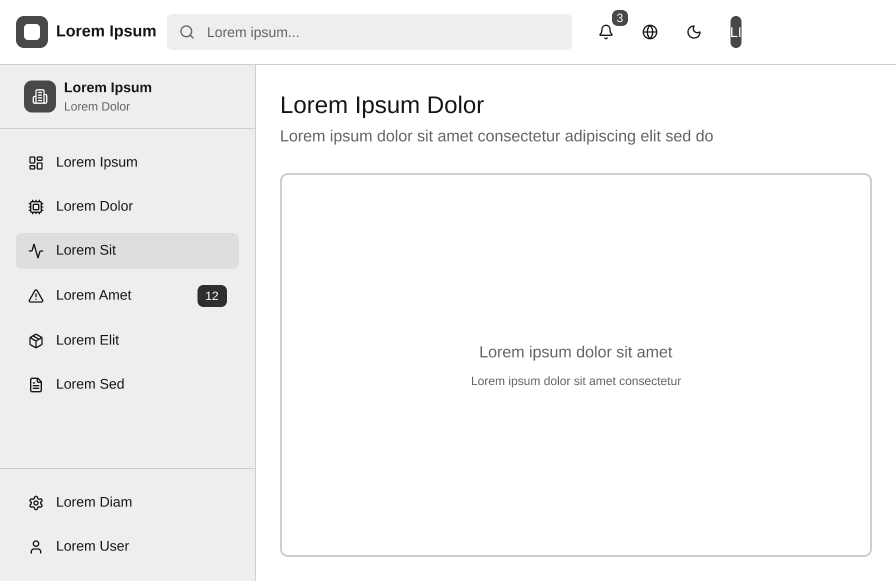 Lorem Ipsum
Lorem ipsum...
3
LI
Lorem Ipsum
Lorem Dolor
Lorem Ipsum
Lorem Dolor
Lorem Sit
Lorem Amet
12
Lorem Elit
Lorem Sed
Lorem Diam
Lorem User
Lorem Ipsum Dolor
Lorem ipsum dolor sit amet consectetur adipiscing elit sed do
Lorem ipsum dolor sit amet
Lorem ipsum dolor sit amet consectetur